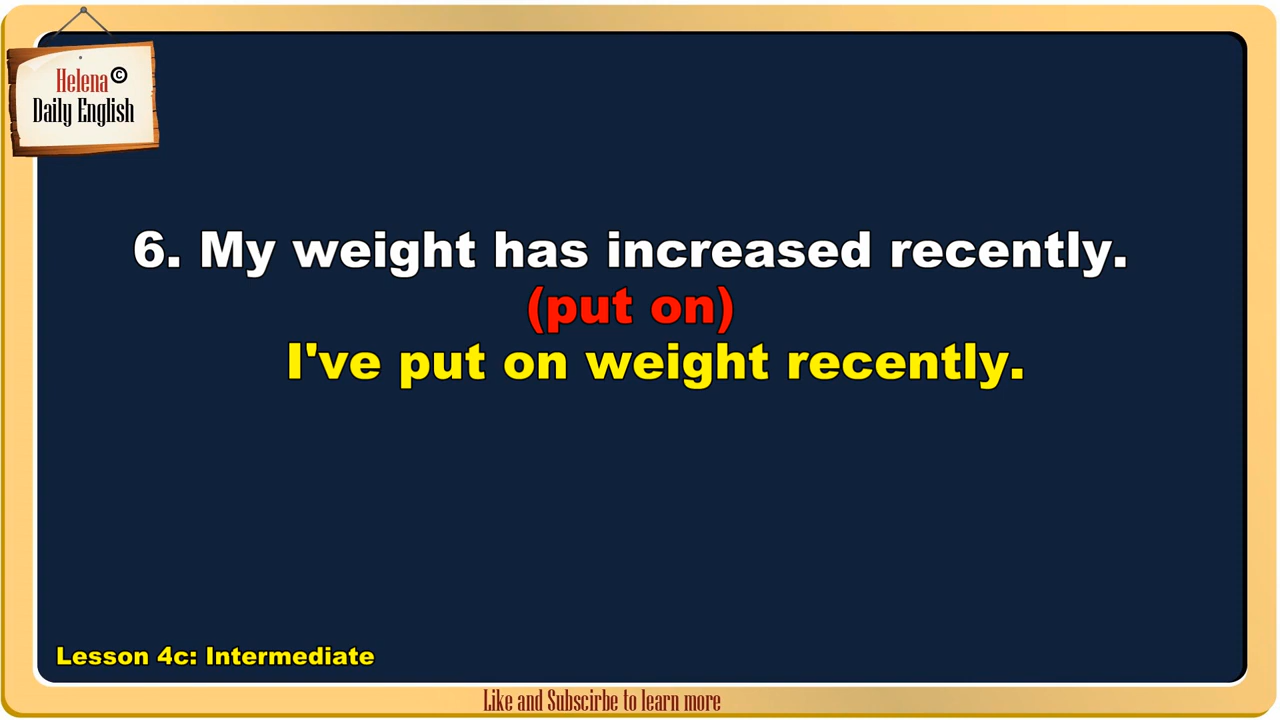 Helena ©
Daily English
6. My weight has increased recently.
(put on)
I've put on weight recently.
Lesson 4c: Intermediate
Like and Subscirbe to learn more